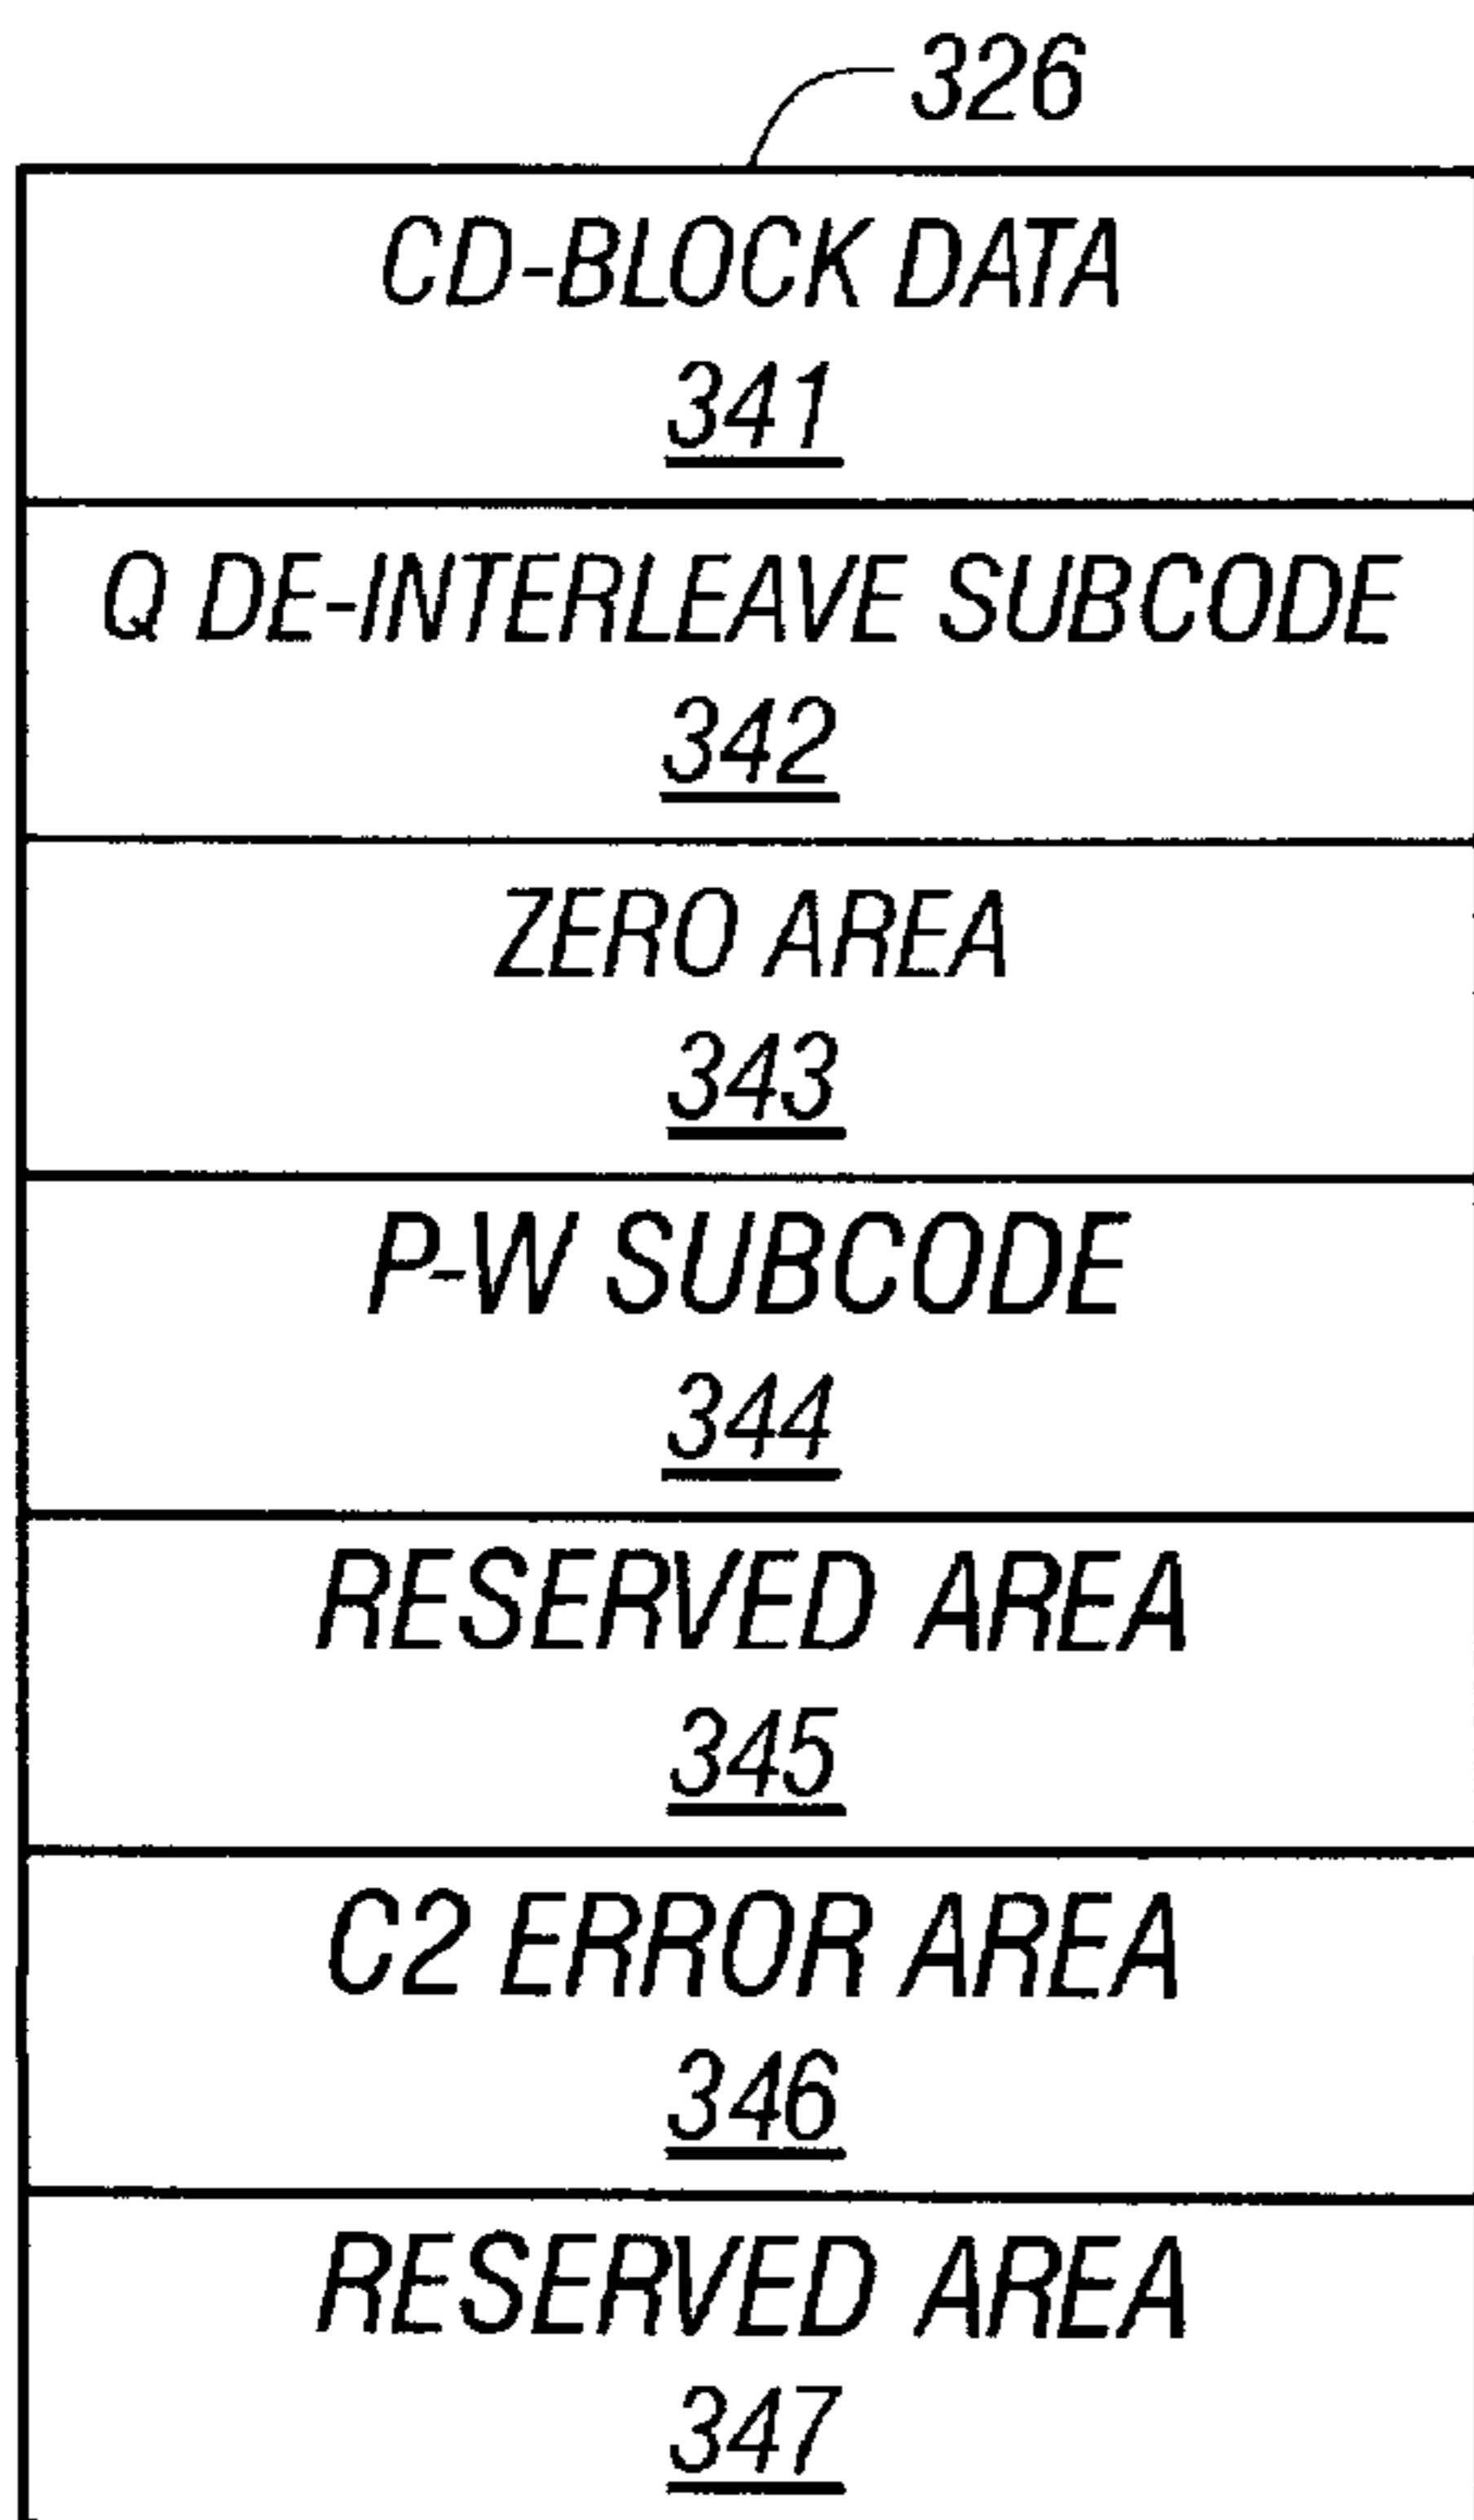 326
CD-BLOCK DATA
341
Q DE-INTERLEAVE SUBCODE
342
ZERO AREA
343
P-W SUBCODE
344
RESERVED AREA
345
C2 ERROR AREA
346
RESERVED AREA
347